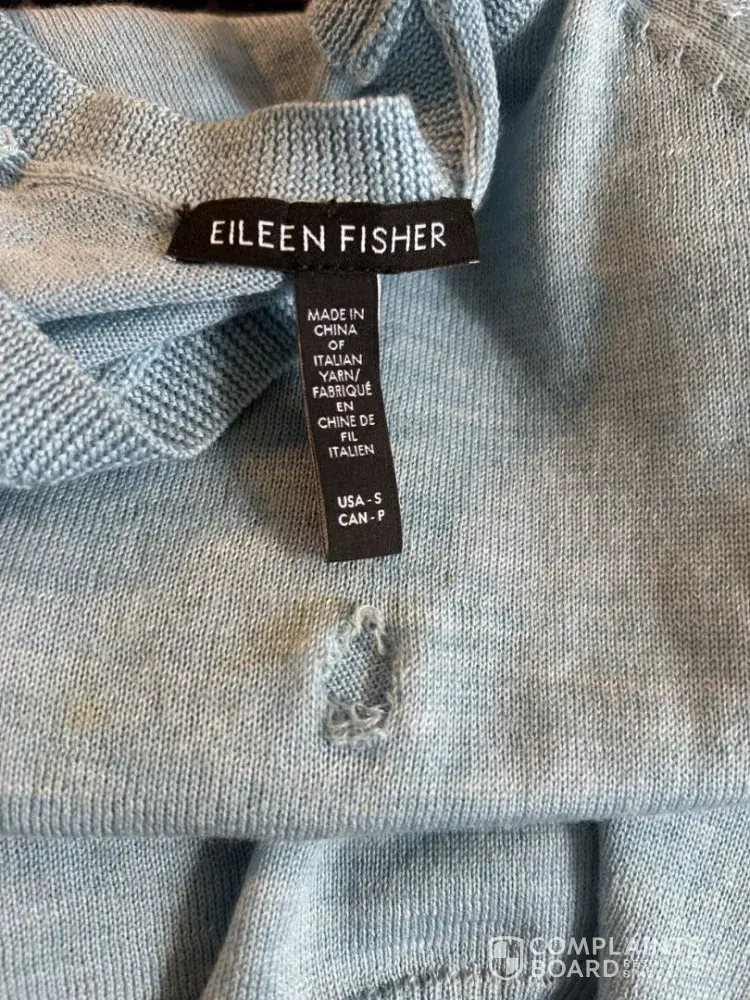 EILEEN FISHER
MADE IN
CHINA
OF
ITALIAN
YARN/
FABRIQUÉ
EN
CHINE DE
FIL
ITALIEN
USA - S
CAN - P
COMPLAINTS
BOARD